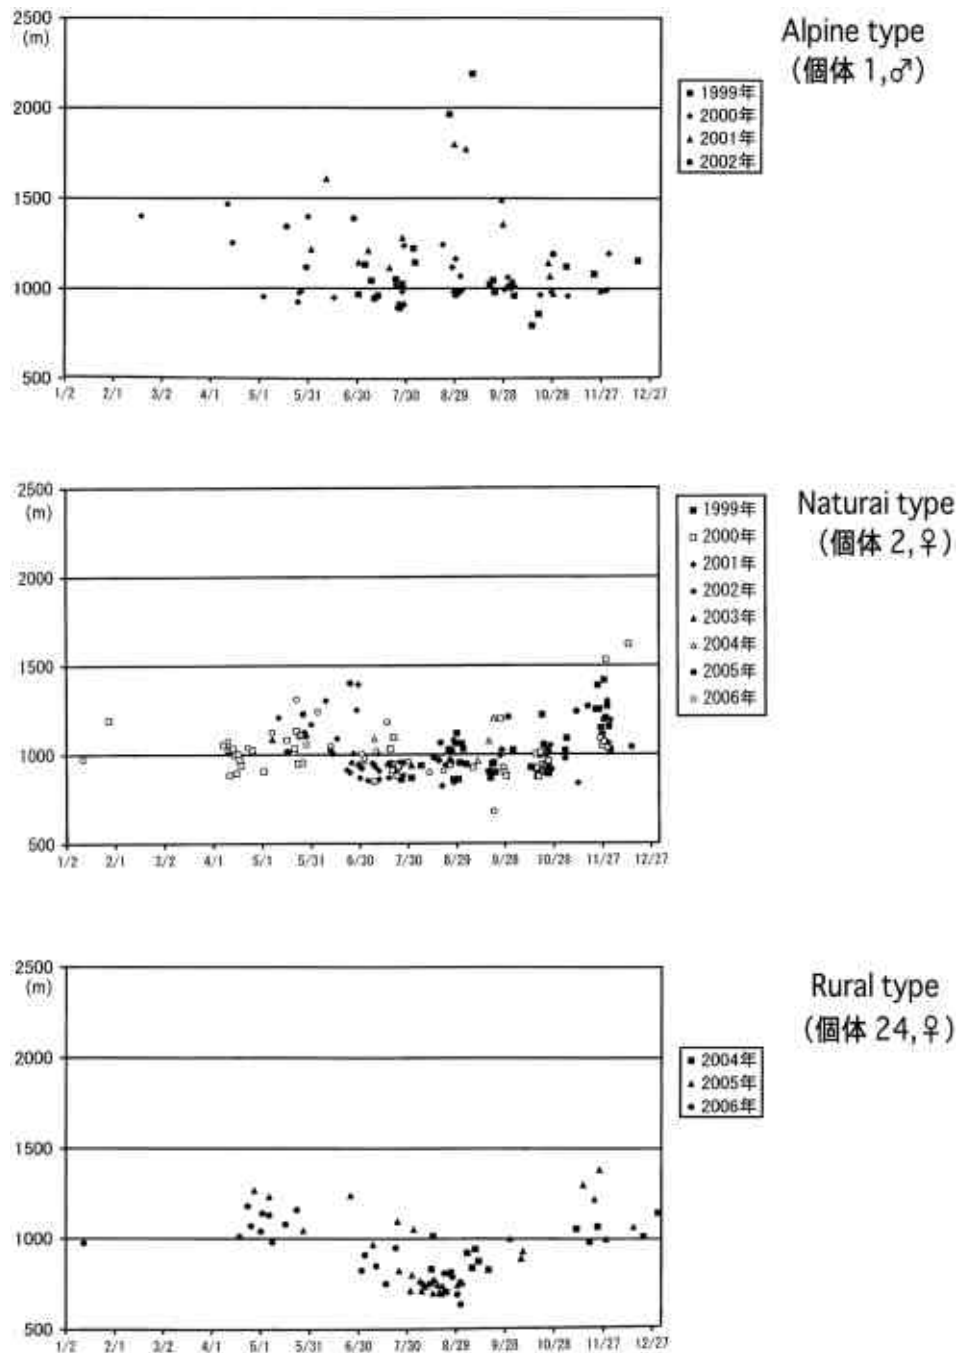 2500
(m)
2000
1500
1000
500
1/2 2/1 3/2 4/1 5/1 5/31 6/30 7/30 8/29 9/28 10/28 11/27 12/27
Alpine type
(個体 1,♂)
1999年
2000年
2001年
2002年
2500
(m)
2000
1500
1000
500
1/2 2/1 3/2 4/1 5/1 5/31 6/30 7/30 8/29 9/28 10/28 11/27 12/27
Naturai type
(個体 2,♀)
1999年
2000年
2001年
2002年
2003年
2004年
2005年
2006年
2500
(m)
2000
1500
1000
500
1/2 2/1 3/2 4/1 5/1 5/31 6/30 7/30 8/29 9/28 10/28 11/27 12/27
Rural type
(個体 24,♀)
2004年
2005年
2006年